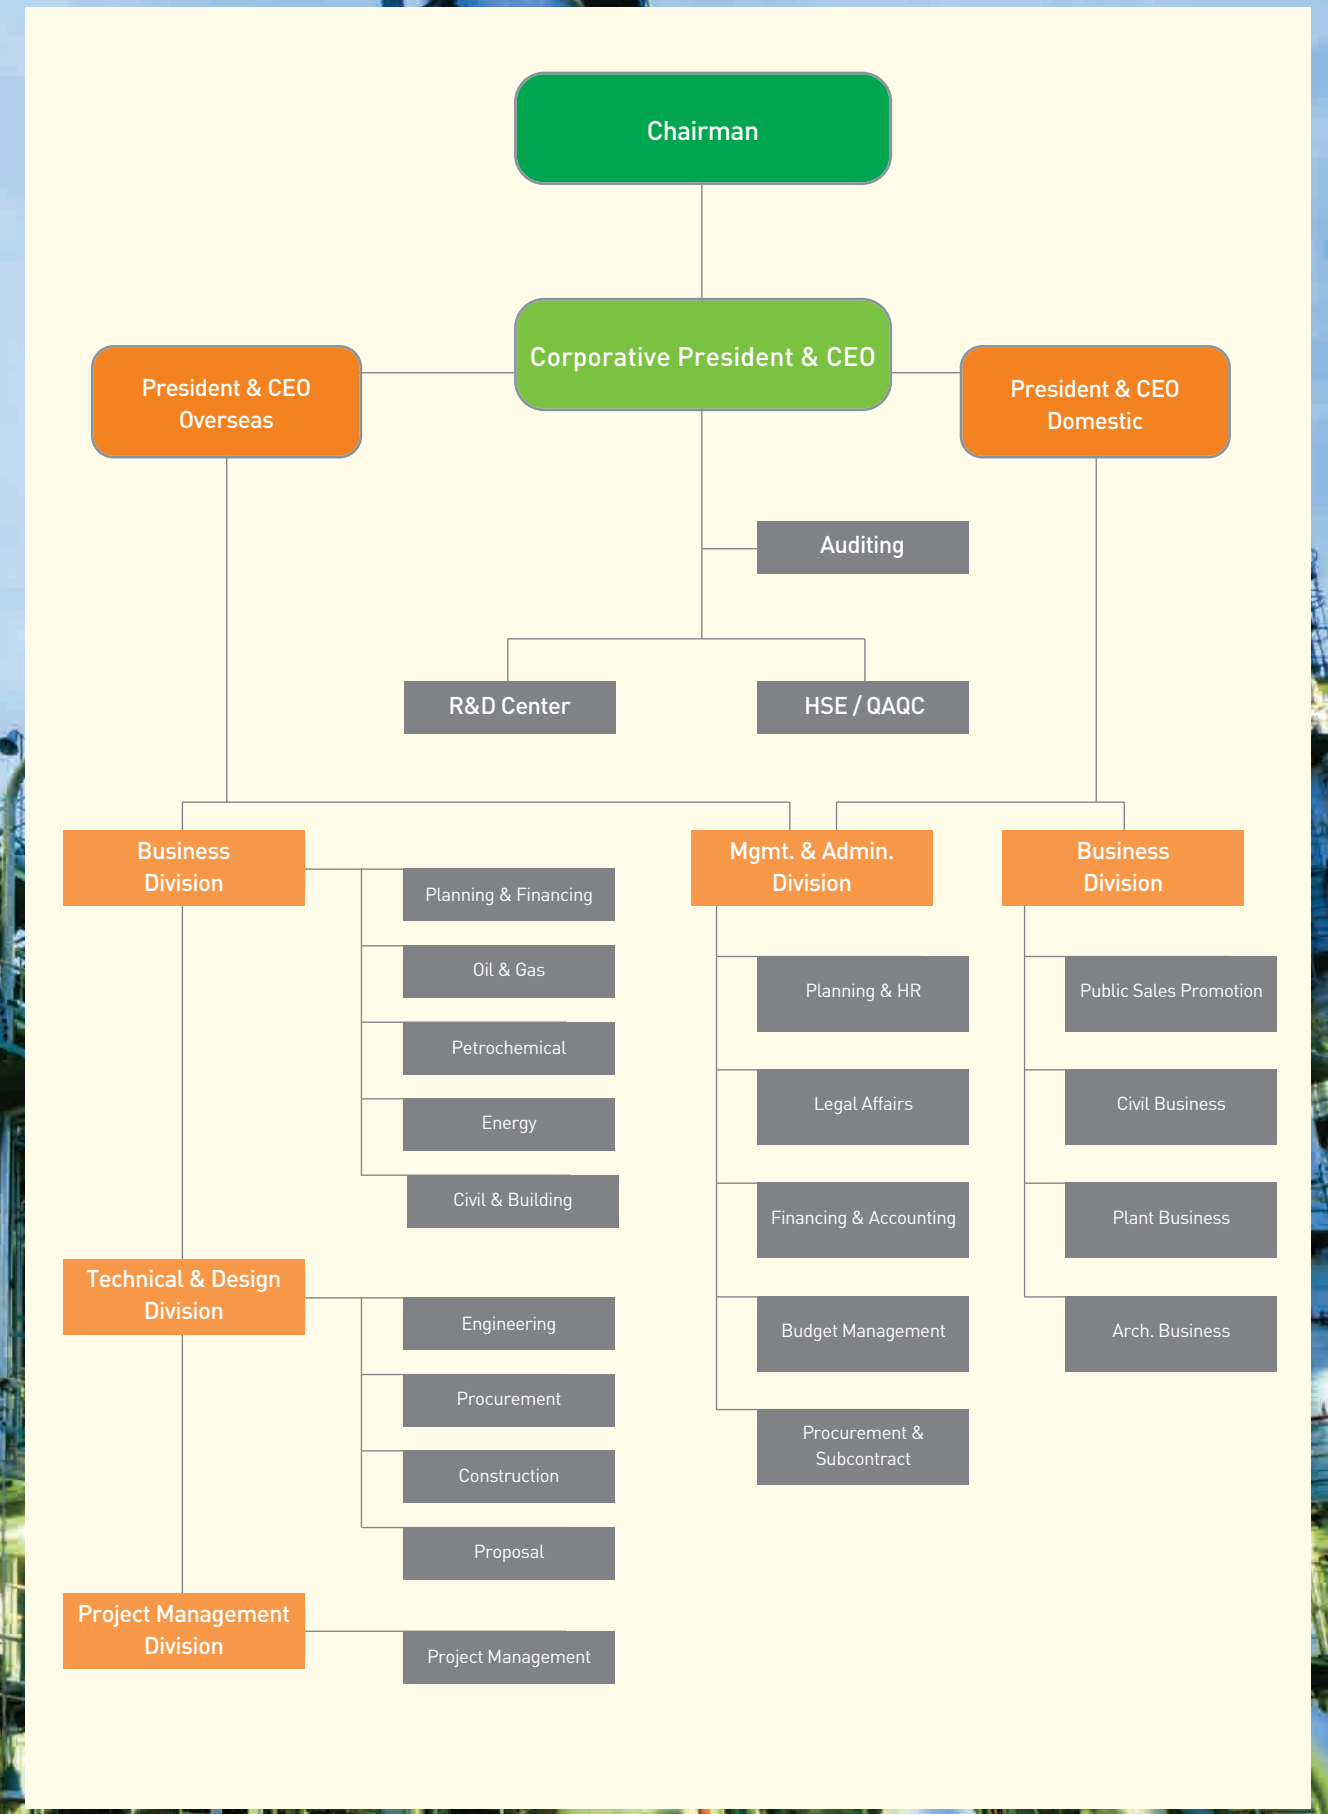 Chairman
Corporative President & CEO
President & CEO
Overseas
President & CEO
Domestic
Auditing
R&D Center
HSE / QAQC
Business
Division
Planning & Financing
Oil & Gas
Petrochemical
Energy
Civil & Building
Technical & Design
Division
Engineering
Procurement
Construction
Proposal
Project Management
Division
Project Management
Mgmt. & Admin.
Division
Planning & HR
Legal Affairs
Financing & Accounting
Budget Management
Procurement &
Subcontract
Business
Division
Public Sales Promotion
Civil Business
Plant Business
Arch. Business